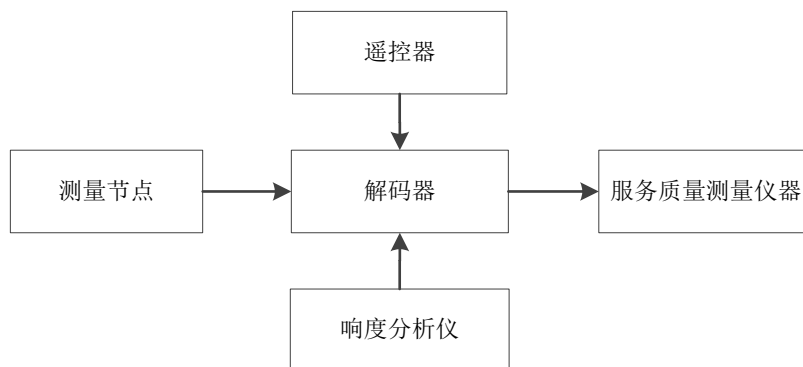 遥控器
测量节点
解码器
服务质量测量仪器
响度分析仪